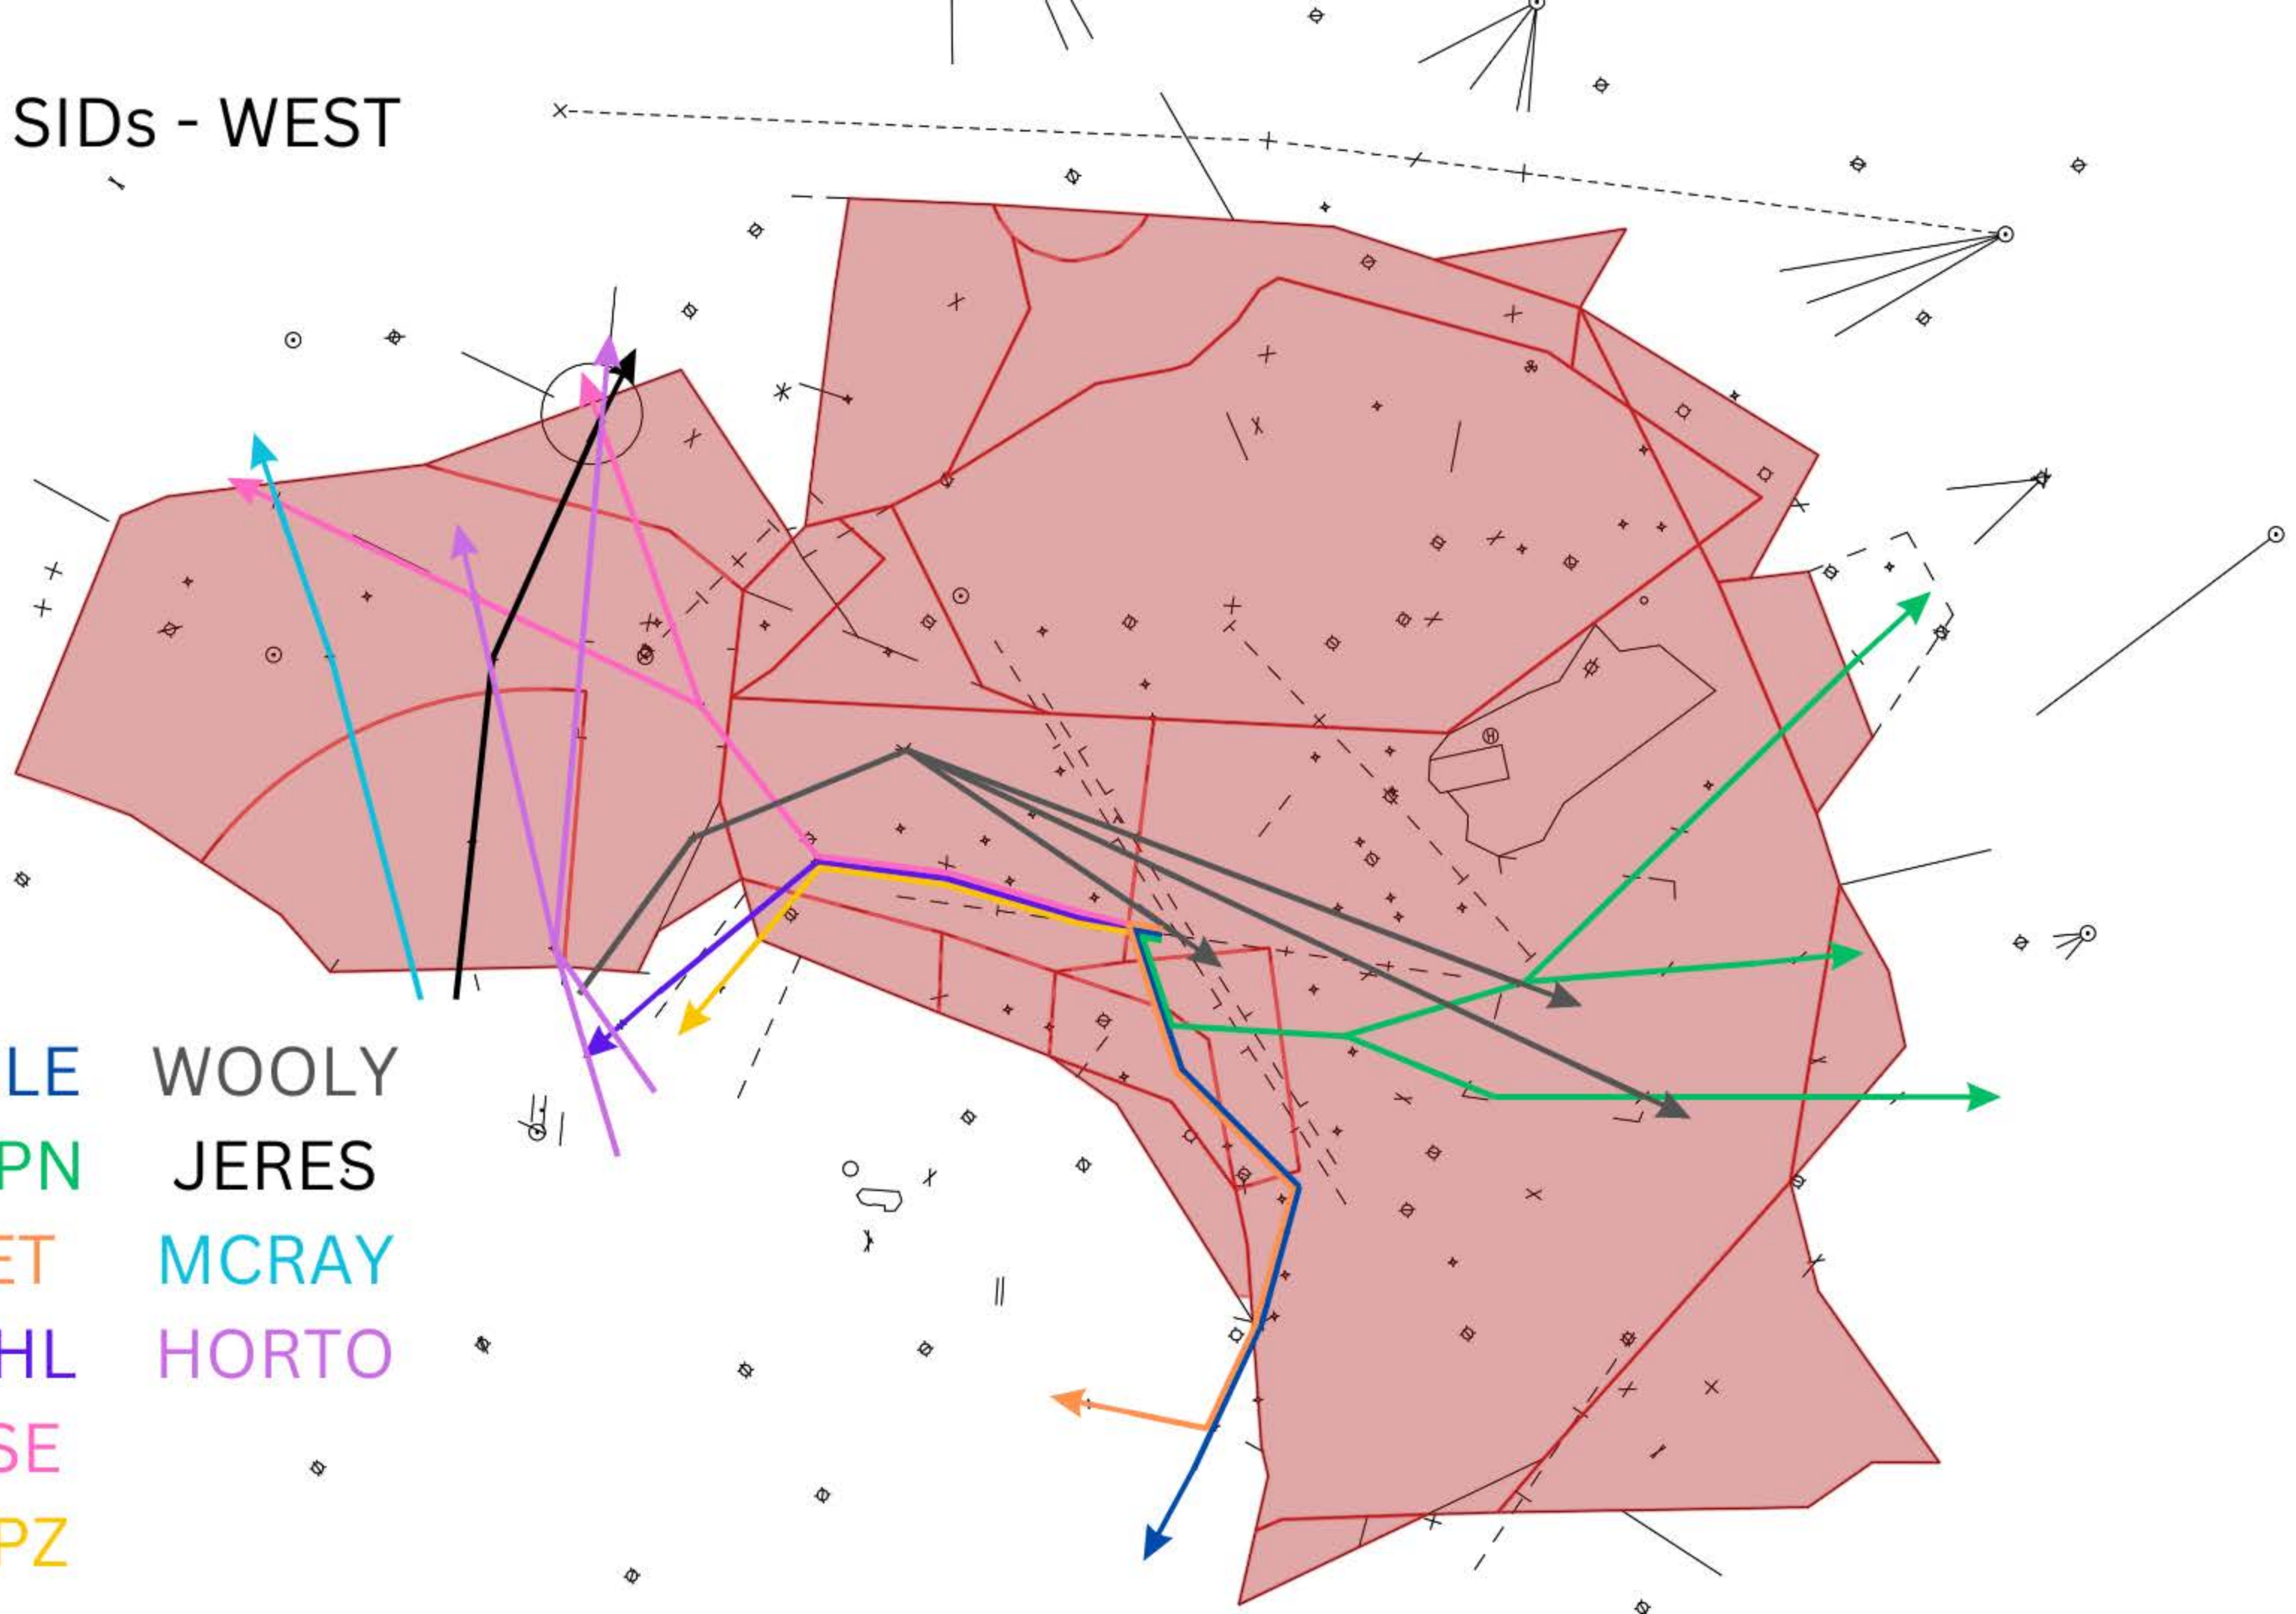 SIDs - WEST
LE WOOLY
PN JERES
ET MCRAY
HL HORTO
SE
PZ
H